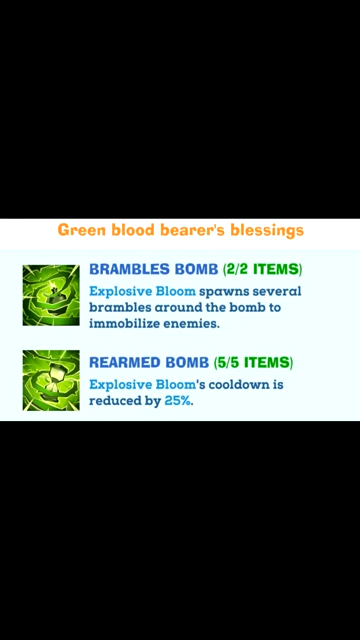 Green blood bearer's blessings
BRAMBLES BOMB (2/2 ITEMS)
Explosive Bloom spawns several
brambles around the bomb to
immobilize enemies.
REARMED BOMB (5/5 ITEMS)
Explosive Bloom's cooldown is
reduced by 25%.